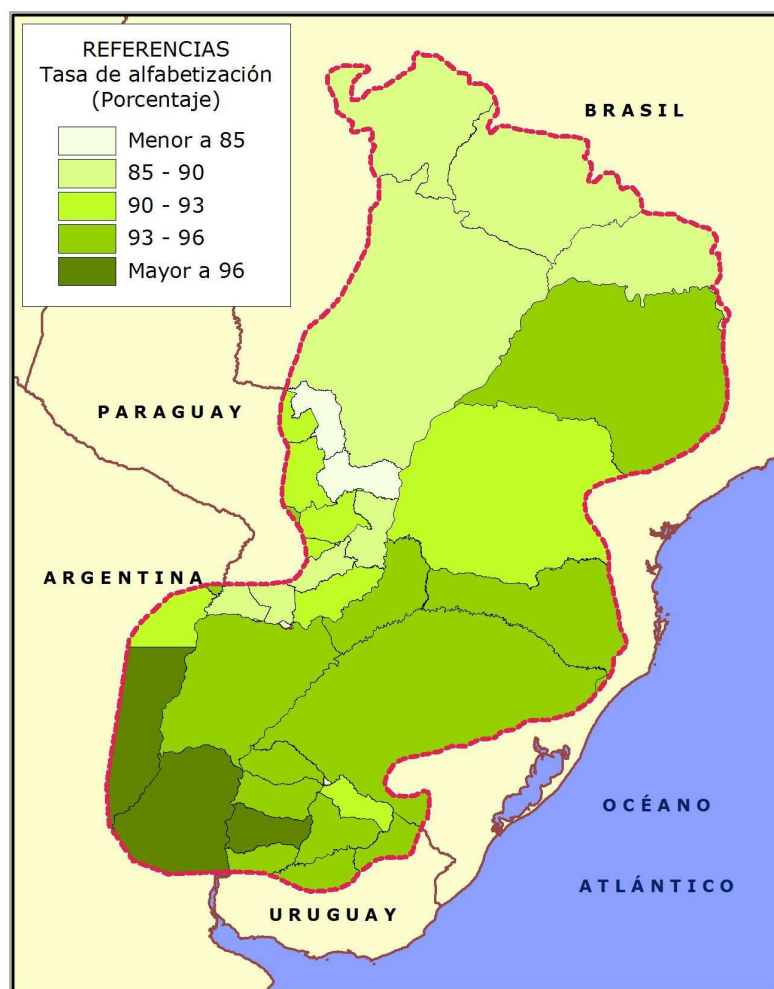 REFERENCIAS
Tasa de alfabetización
(Porcentaje)
Menor a 85
85 - 90
90 - 93
93 - 96
Mayor a 96
BRASIL
PARAGUAY
ARGENTINA
OCÉANO
ATLÁNTICO
URUGUAY